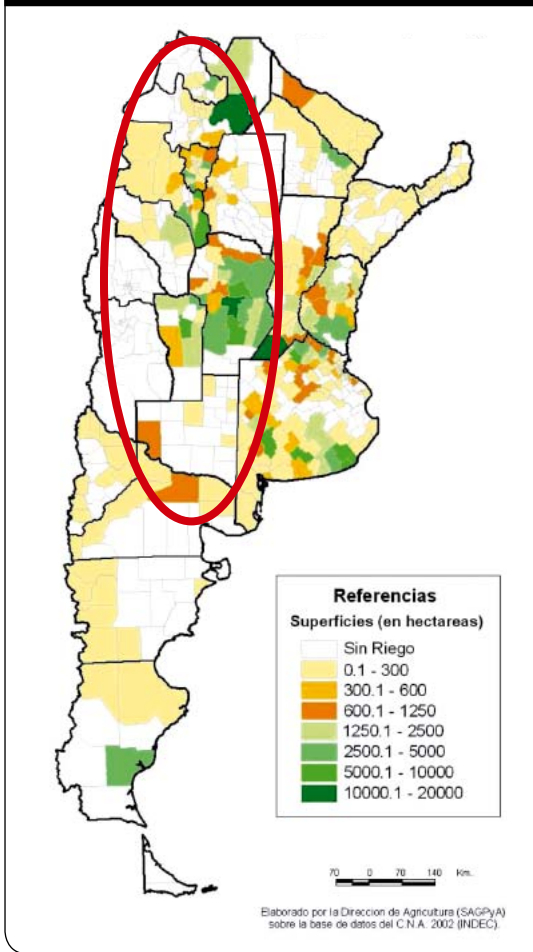 Referencias
Superficies (en hectareas)
Sin Riego
0.1 - 300
300.1 - 600
600.1 - 1250
1250.1 - 2500
2500.1 - 5000
5000.1 - 10000
10000.1 - 20000
70 0 70 140 Km.
Elaborado por la Direccion de Agricultura (SAGPyA)
sobre la base de datos del C.N.A. 2002 (INDEC).